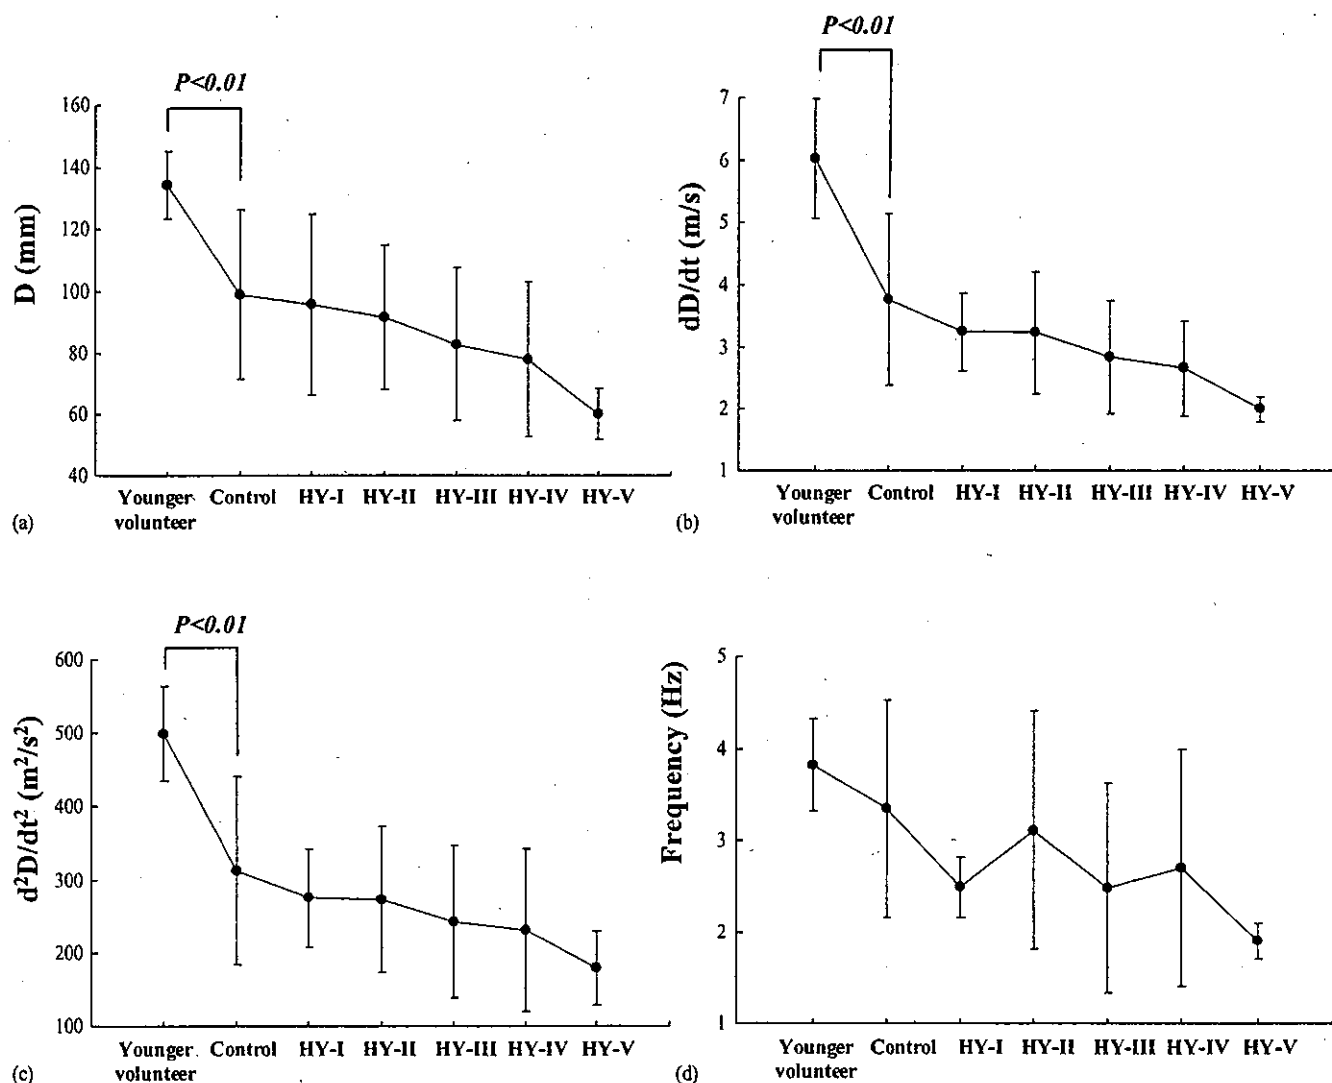 P<0.01
160
140
120
100
80
60
40
D (mm)
Younger volunteer
Control
HY-I
HY-II
HY-III
HY-IV
HY-V
(a)
P<0.01
7
6
5
4
3
2
1
dD/dt (m/s)
Younger volunteer
Control
HY-I
HY-II
HY-III
HY-IV
HY-V
(b)
P<0.01
600
500
400
300
200
100
d²D/dt² (m²/s²)
Younger volunteer
Control
HY-I
HY-II
HY-III
HY-IV
HY-V
(c)
5
4
3
2
1
Frequency (Hz)
Younger volunteer
Control
HY-I
HY-II
HY-III
HY-IV
HY-V
(d)